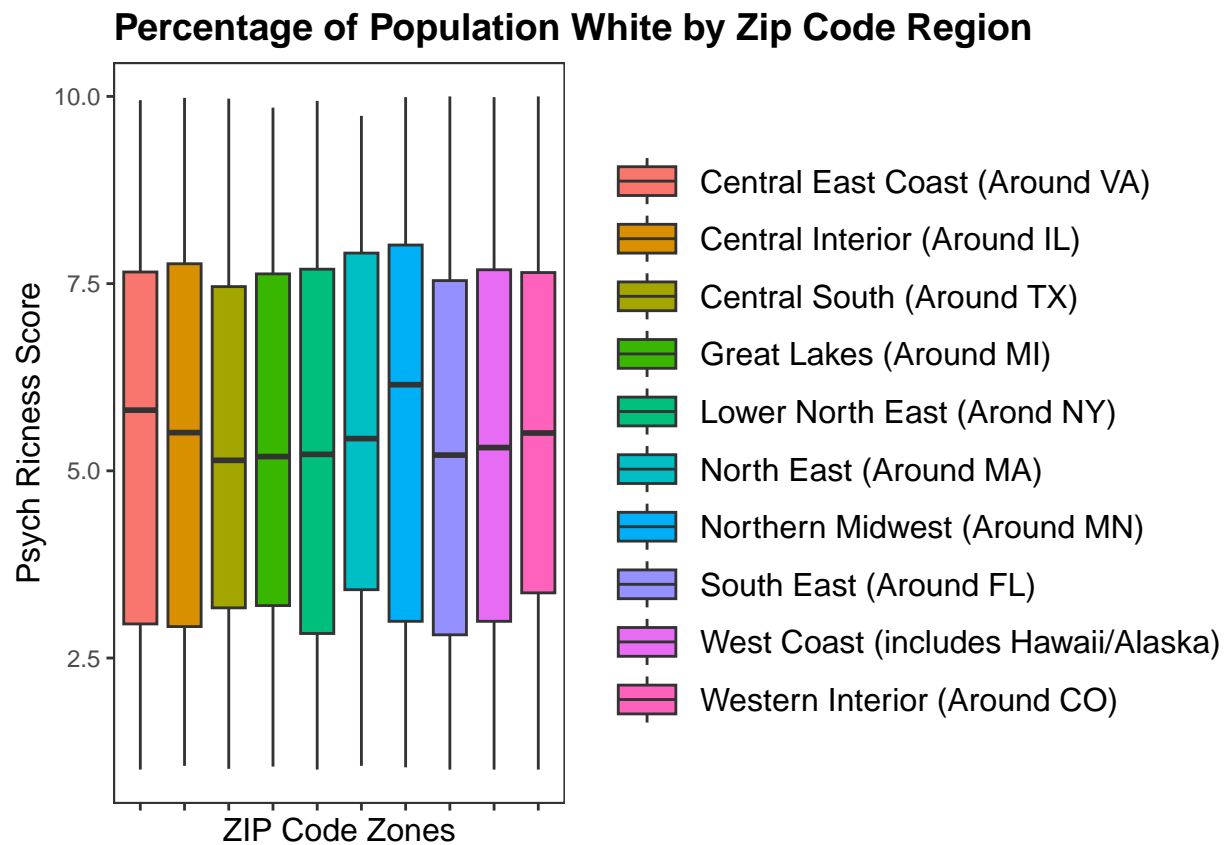 Percentage of Population White by Zip Code Region
10.0
7.5
5.0
2.5
Psych Ricness Score
ZIP Code Zones
Central East Coast (Around VA)
Central Interior (Around IL)
Central South (Around TX)
Great Lakes (Around MI)
Lower North East (Arond NY)
North East (Around MA)
Northern Midwest (Around MN)
South East (Around FL)
West Coast (includes Hawaii/Alaska)
Western Interior (Around CO)